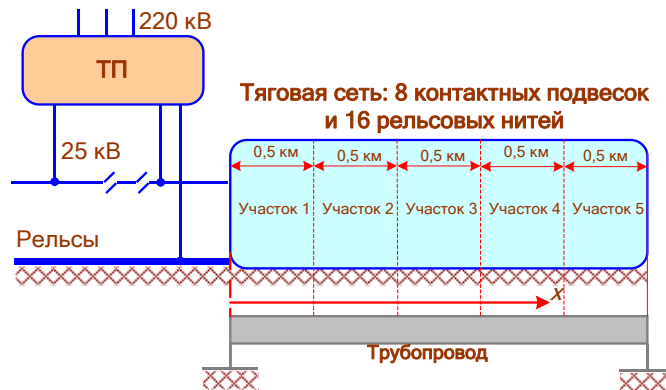 220 кВ
ТП
Тяговая сеть: 8 контактных подвесок
и 16 рельсовых нитей
25 кВ
0,5 км 0,5 км 0,5 км 0,5 км 0,5 км
Участок 1 Участок 2 Участок 3 Участок 4 Участок 5
Рельсы
x
Трубопровод